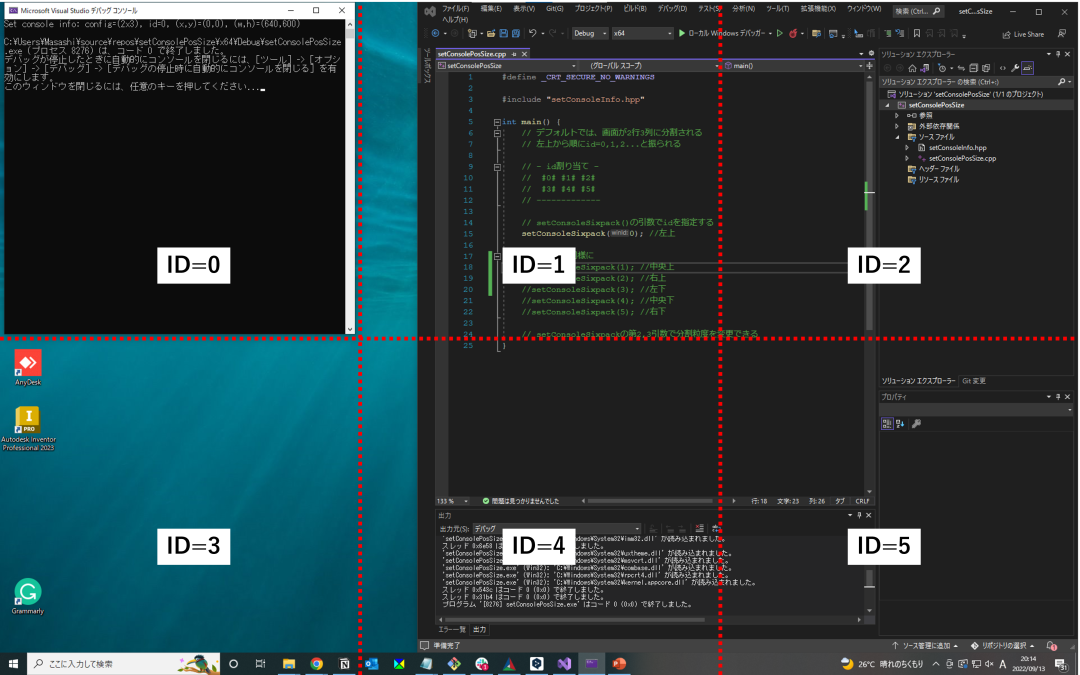 Microsoft Visual Studio デバッグ コンソール
Set console info: config=(2x3), id=0, (x,y)=(0,0), (w,h)=(640,600)
C:¥Users¥Masashi¥source¥repos¥setConsolePosSize¥x64¥Debug¥setConsolePosSize
.exe (プロセス 8276) は、コード 0 で終了しました。
デバッグが停止したときに自動的にコンソールを閉じるには、[ツール] -> [オプシ
ョン] -> [デバッグ] -> [デバッグの停止時に自動的にコンソールを閉じる] を有
効にします。
このウィンドウを閉じるには、任意のキーを押してください...
ID=0
AnyDesk
Autodesk Inventor
Professional 2023
PRO
ID=3
Grammarly
ファイル(F) 編集(E) 表示(V) Git(G) プロジェクト(P) ビルド(B) デバッグ(D) テスト(S) 分析(N) ツール(T) 拡張機能(X) ウィンドウ(W)
ヘルプ(H)
検索 (Ctrl... setC...sSize
Debug x64 ローカル Windows デバッガー Live Share
ツールボックス
setConsolePosSize.cpp
setConsolePosSize (グローバル スコープ) main()
1 #define _CRT_SECURE_NO_WARNINGS
2
3 #include "setConsoleInfo.hpp"
4
5 int main() {
6 // デフォルトでは、画面が2行3列に分割される
7 // 左上から順にid=0,1,2...と振られる
8
9 // - id割り当て -
10 // #0# #1# #2#
11 // #3# #4# #5#
12 // -------------
13
14 // setConsoleSixpack()の引数でidを指定する
15 setConsoleSixpack(winId: 0); //左上
16
17 様に
18 eSixpack(1); //中央上
19 eSixpack(2); //右上
20 //setConsoleSixpack(3); //左下
21 //setConsoleSixpack(4); //中央下
22 //setConsoleSixpack(5); //右下
23
24 // setConsoleSixpackの第2,3引数で分割粒度を変更できる
25 }
ID=1
ID=2
133 % 問題は見つかりませんでした 行: 18 文字: 23 列: 26 タブ CRLF
出力
出力元(S): デバッグ
'setConsolePosSize ndows¥System32¥imm32.dll' が読み込まれました。
スレッド 0x6e58 は しました。
'setConsolePosSize ndows¥System32¥uxtheme.dll' が読み込まれました。
'setConsolePosSize ndows¥System32¥msvcrt.dll' が読み込まれました。
'setConsolePosSize.exe' (Win32): 'C:¥Windows¥System32¥combase.dll' が読み込まれました。
'setConsolePosSize.exe' (Win32): 'C:¥Windows¥System32¥rpcrt4.dll' が読み込まれました。
'setConsolePosSize.exe' (Win32): 'C:¥Windows¥System32¥kernel.appcore.dll' が読み込まれました。
スレッド 0x543c はコード 0 (0x0) で終了しました。
スレッド 0x31b4 はコード 0 (0x0) で終了しました。
プログラム '[8276] setConsolePosSize.exe' はコード 0 (0x0) で終了しました。
ID=4
ID=5
エラー一覧 出力
準備完了
ソリューション エクスプローラー
ソリューション エクスプローラー の検索 (Ctrl+:)
ソリューション 'setConsolePosSize' (1/1 のプロジェクト)
setConsolePosSize
参照
外部依存関係
ソース ファイル
setConsoleInfo.hpp
setConsolePosSize.cpp
ヘッダー ファイル
リソース ファイル
ソリューション エクスプローラー Git 変更
プロパティ
ソース管理に追加 リポジトリの選択
ここに入力して検索
26°C 晴れのちくもり A 20:14
2022/09/13